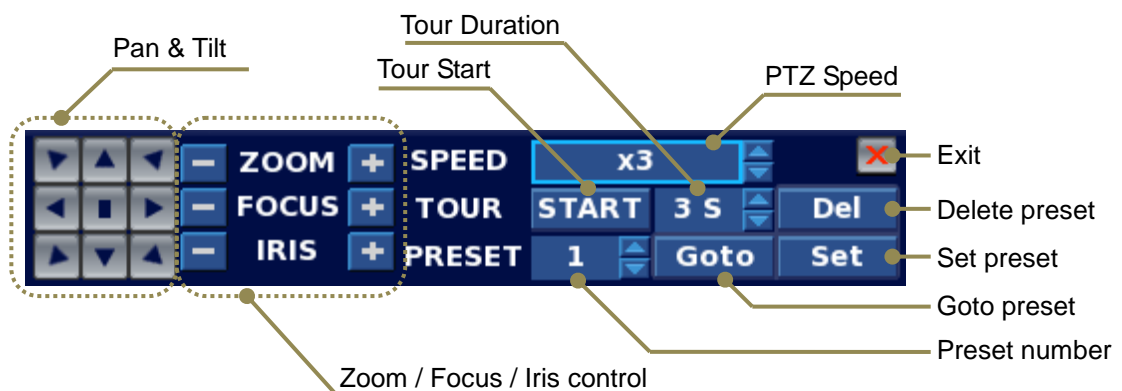 Tour Duration
Pan & Tilt
Tour Start
PTZ Speed
ZOOM SPEED x3
Exit
FOCUS TOUR START 3 S Del
Delete preset
IRIS PRESET 1 Goto Set
Set preset
Goto preset
Preset number
Zoom / Focus / Iris control